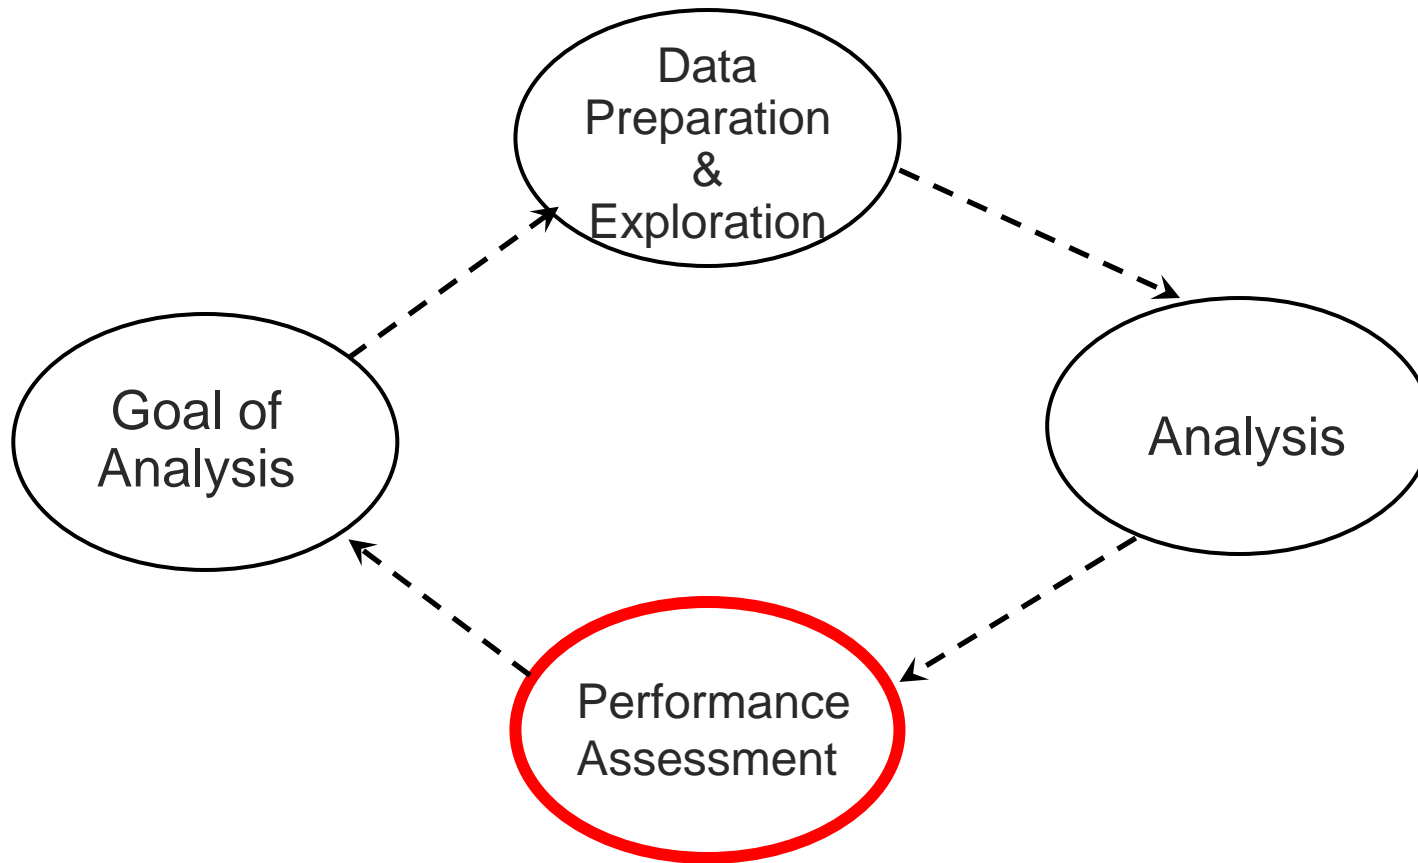 Data
Preparation
&
Exploration
Goal of
Analysis
Analysis
Performance
Assessment